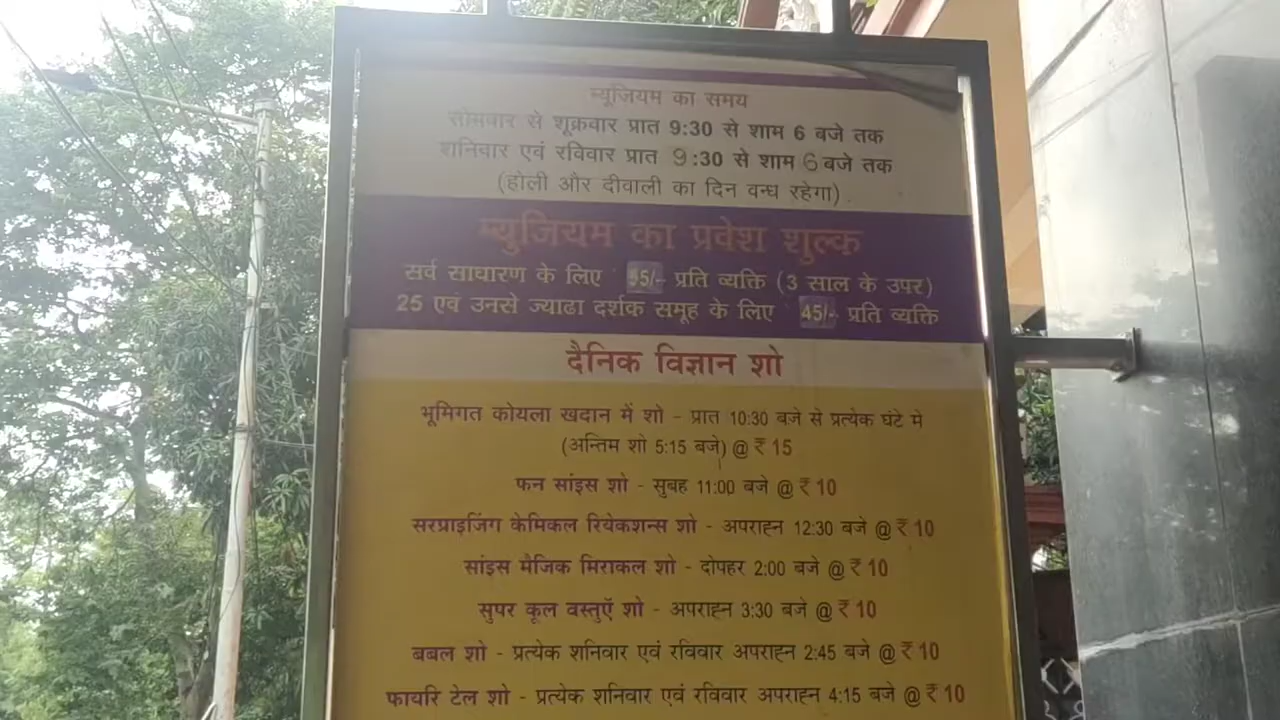 म्यूजियम का समय
सोमवार से शूक्रवार प्रात 9:30 से शाम 6 बजे तक
शनिवार एवं रविवार प्रात 9:30 से शाम 6 बजे तक
(होली और दीवाली का दिन वन्ध रहेगा)
म्युजियम का प्रवेश शुल्क
सर्व साधारण के लिए 55/- प्रति व्यक्ति (3 साल के उपर)
25 एवं उनसे ज्याढा दर्शक समूह के लिए 45/- प्रति व्यक्ति
दैनिक विज्ञान शो
भूमिगत कोयला खदान में शो - प्रात 10:30 बजे से प्रत्येक घंटे मे
(अन्तिम शो 5:15 बजे) @ ₹ 15
फन सांइस शो - सुबह 11:00 बजे @ ₹ 10
सरप्राइजिंग केमिकल रियेकशन्स शो - अपराह्न 12:30 बजे @ ₹ 10
सांइस मैजिक मिराकल शो - दोपहर 2:00 बजे @ ₹ 10
सुपर कूल वस्तुएँ शो - अपराह्न 3:30 बजे @ ₹ 10
बबल शो - प्रत्येक शनिवार एवं रविवार अपराह्न 2:45 बजे @ ₹ 10
फायरि टेल शो - प्रत्येक शनिवार एवं रविवार अपराह्न 4:15 बजे @ ₹ 10